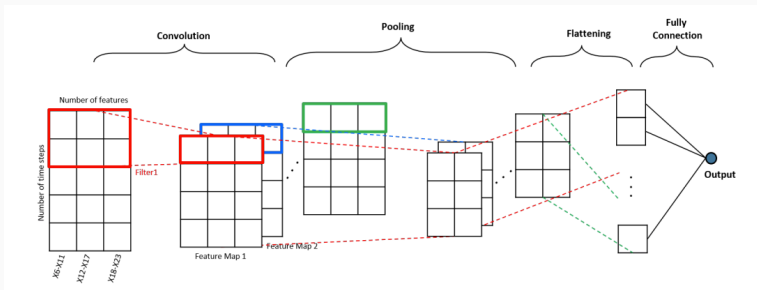 Convolution
Pooling
Flattening
Fully
Connection
Number of features
Number of time steps
Filter1
X6-X11
X12-X17
X18-X23
Feature Map 1
Feature Map 2
Output